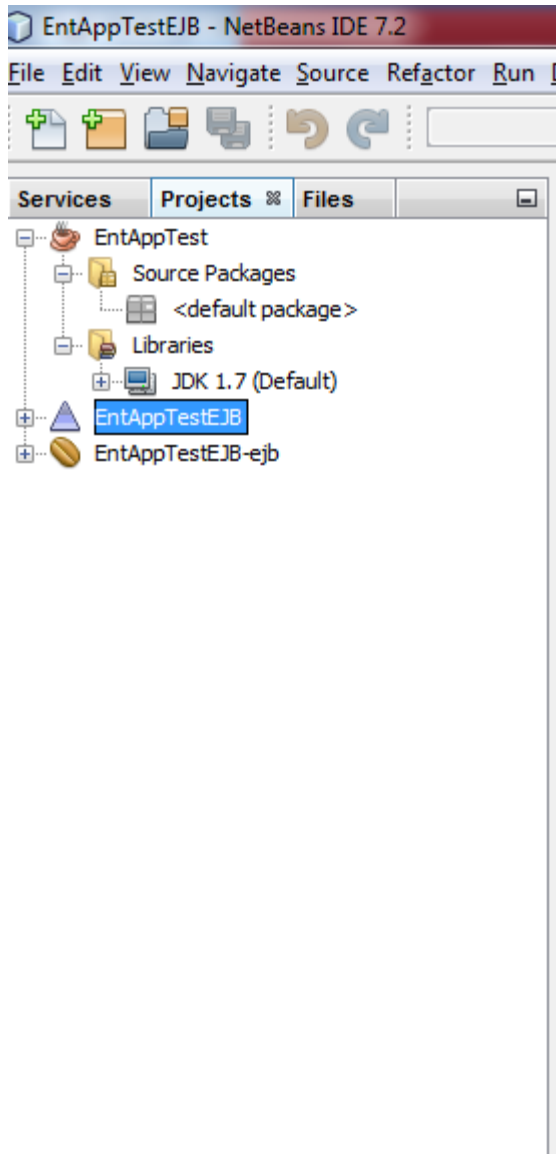 EntAppTestEJB - NetBeans IDE 7.2
File Edit View Navigate Source Refactor Run
Services Projects Files
EntAppTest
Source Packages
<default package>
Libraries
JDK 1.7 (Default)
EntAppTestEJB
EntAppTestEJB-ejb